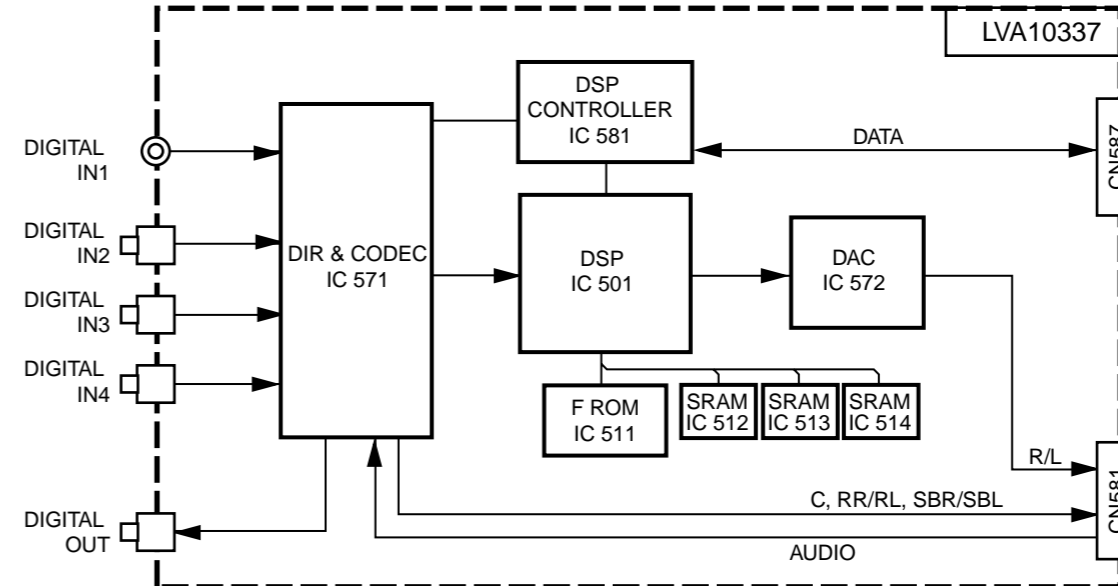 LVA10337
DSP
CONTROLLER
IC 581
DIGITAL
IN1
DATA
CN587
DIGITAL
IN2
DIR & CODEC
IC 571
DSP
IC 501
DAC
IC 572
DIGITAL
IN3
DIGITAL
IN4
F ROM
IC 511
SRAM
IC 512
SRAM
IC 513
SRAM
IC 514
R/L
CN581
C, RR/RL, SBR/SBL
DIGITAL
OUT
AUDIO